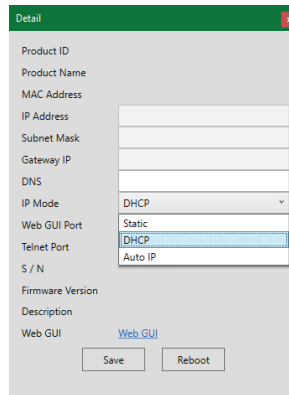 Detail
x
Product ID
Product Name
MAC Address
IP Address
Subnet Mask
Gateway IP
DNS
IP Mode DHCP
Web GUI Port Static
DHCP
Telnet Port
Auto IP
S / N
Firmware Version
Description
Web GUI Web GUI
Save Reboot